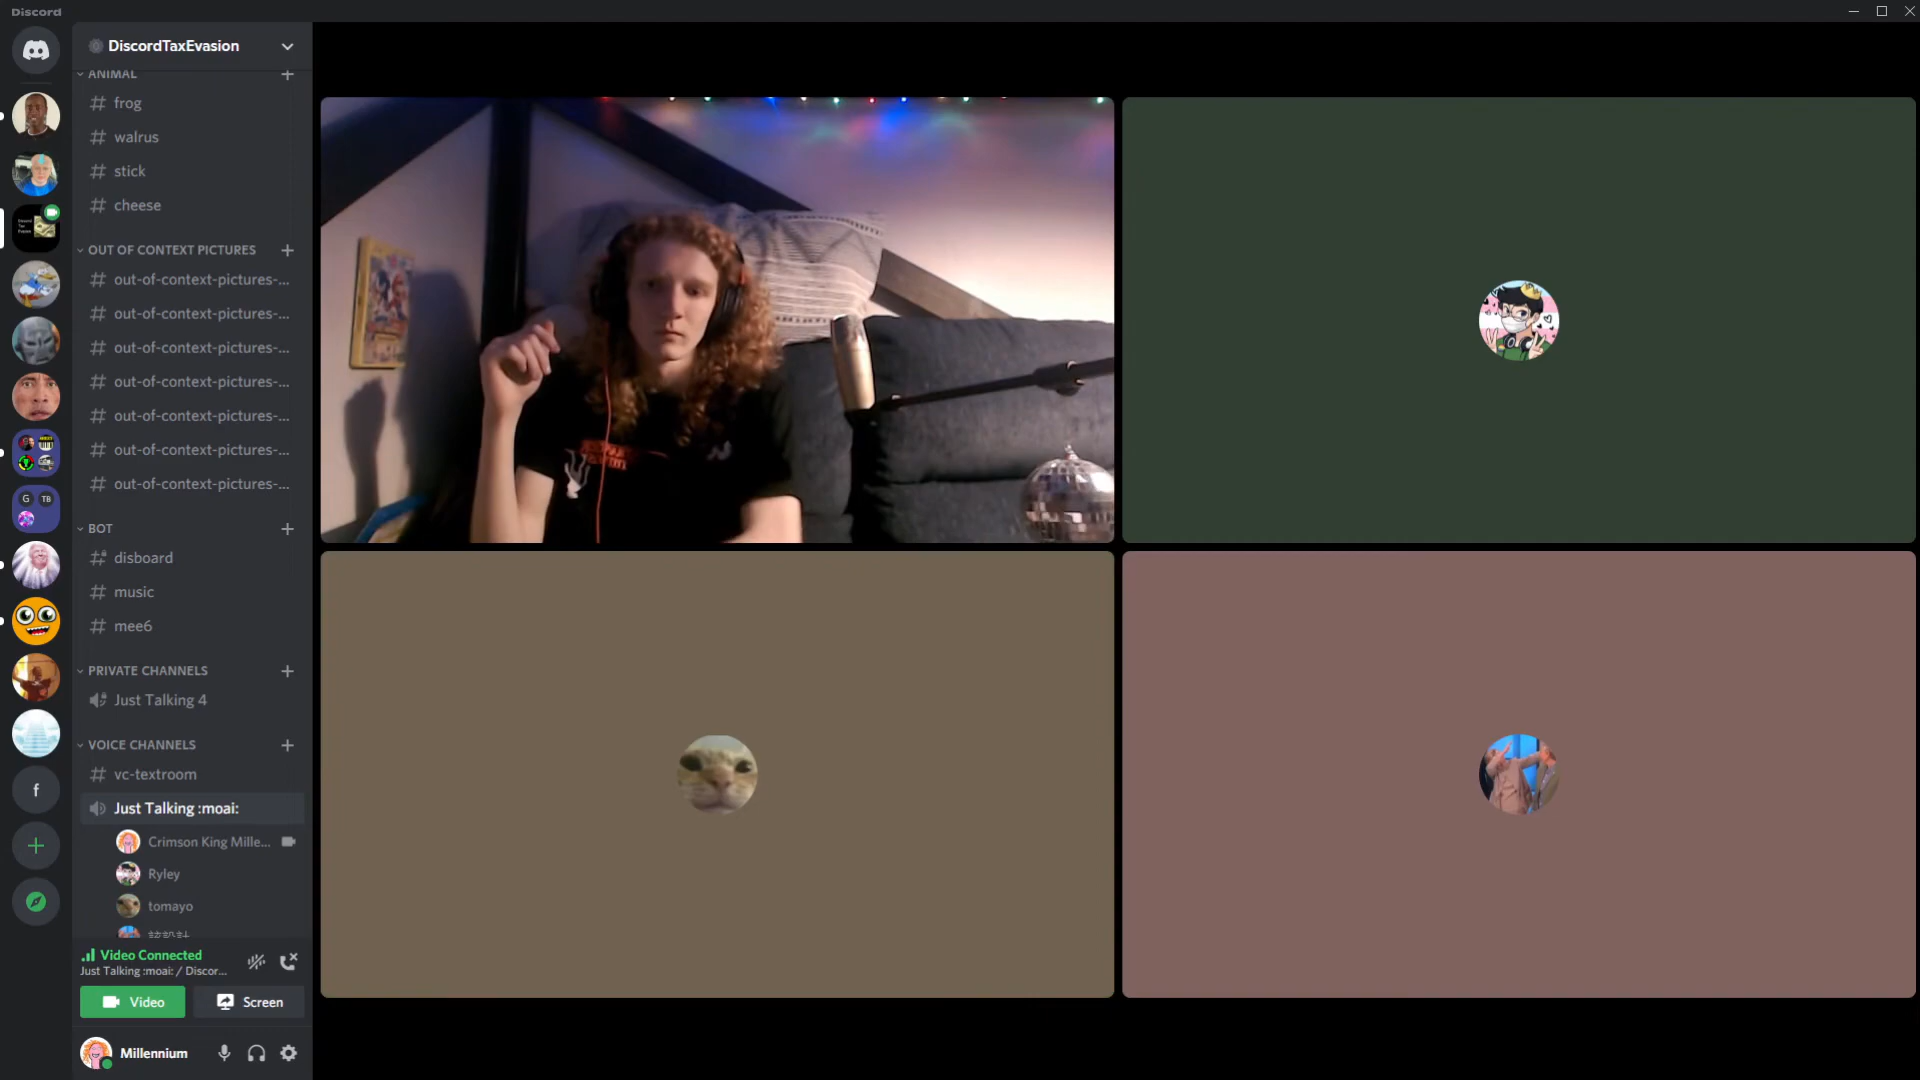 Discord
DiscordTaxEvasion
ANIMAL
frog
walrus
stick
cheese
OUT OF CONTEXT PICTURES
out-of-context-pictures-...
out-of-context-pictures-...
out-of-context-pictures-...
out-of-context-pictures-...
out-of-context-pictures-...
out-of-context-pictures-...
out-of-context-pictures-...
BOT
disboard
music
mee6
PRIVATE CHANNELS
Just Talking 4
VOICE CHANNELS
vc-textroom
Just Talking :moai:
Crimson King Mille...
Ryley
tomayo
Video Connected
Just Talking :moai: / Discor...
Video
Screen
Millennium
G
TB
f